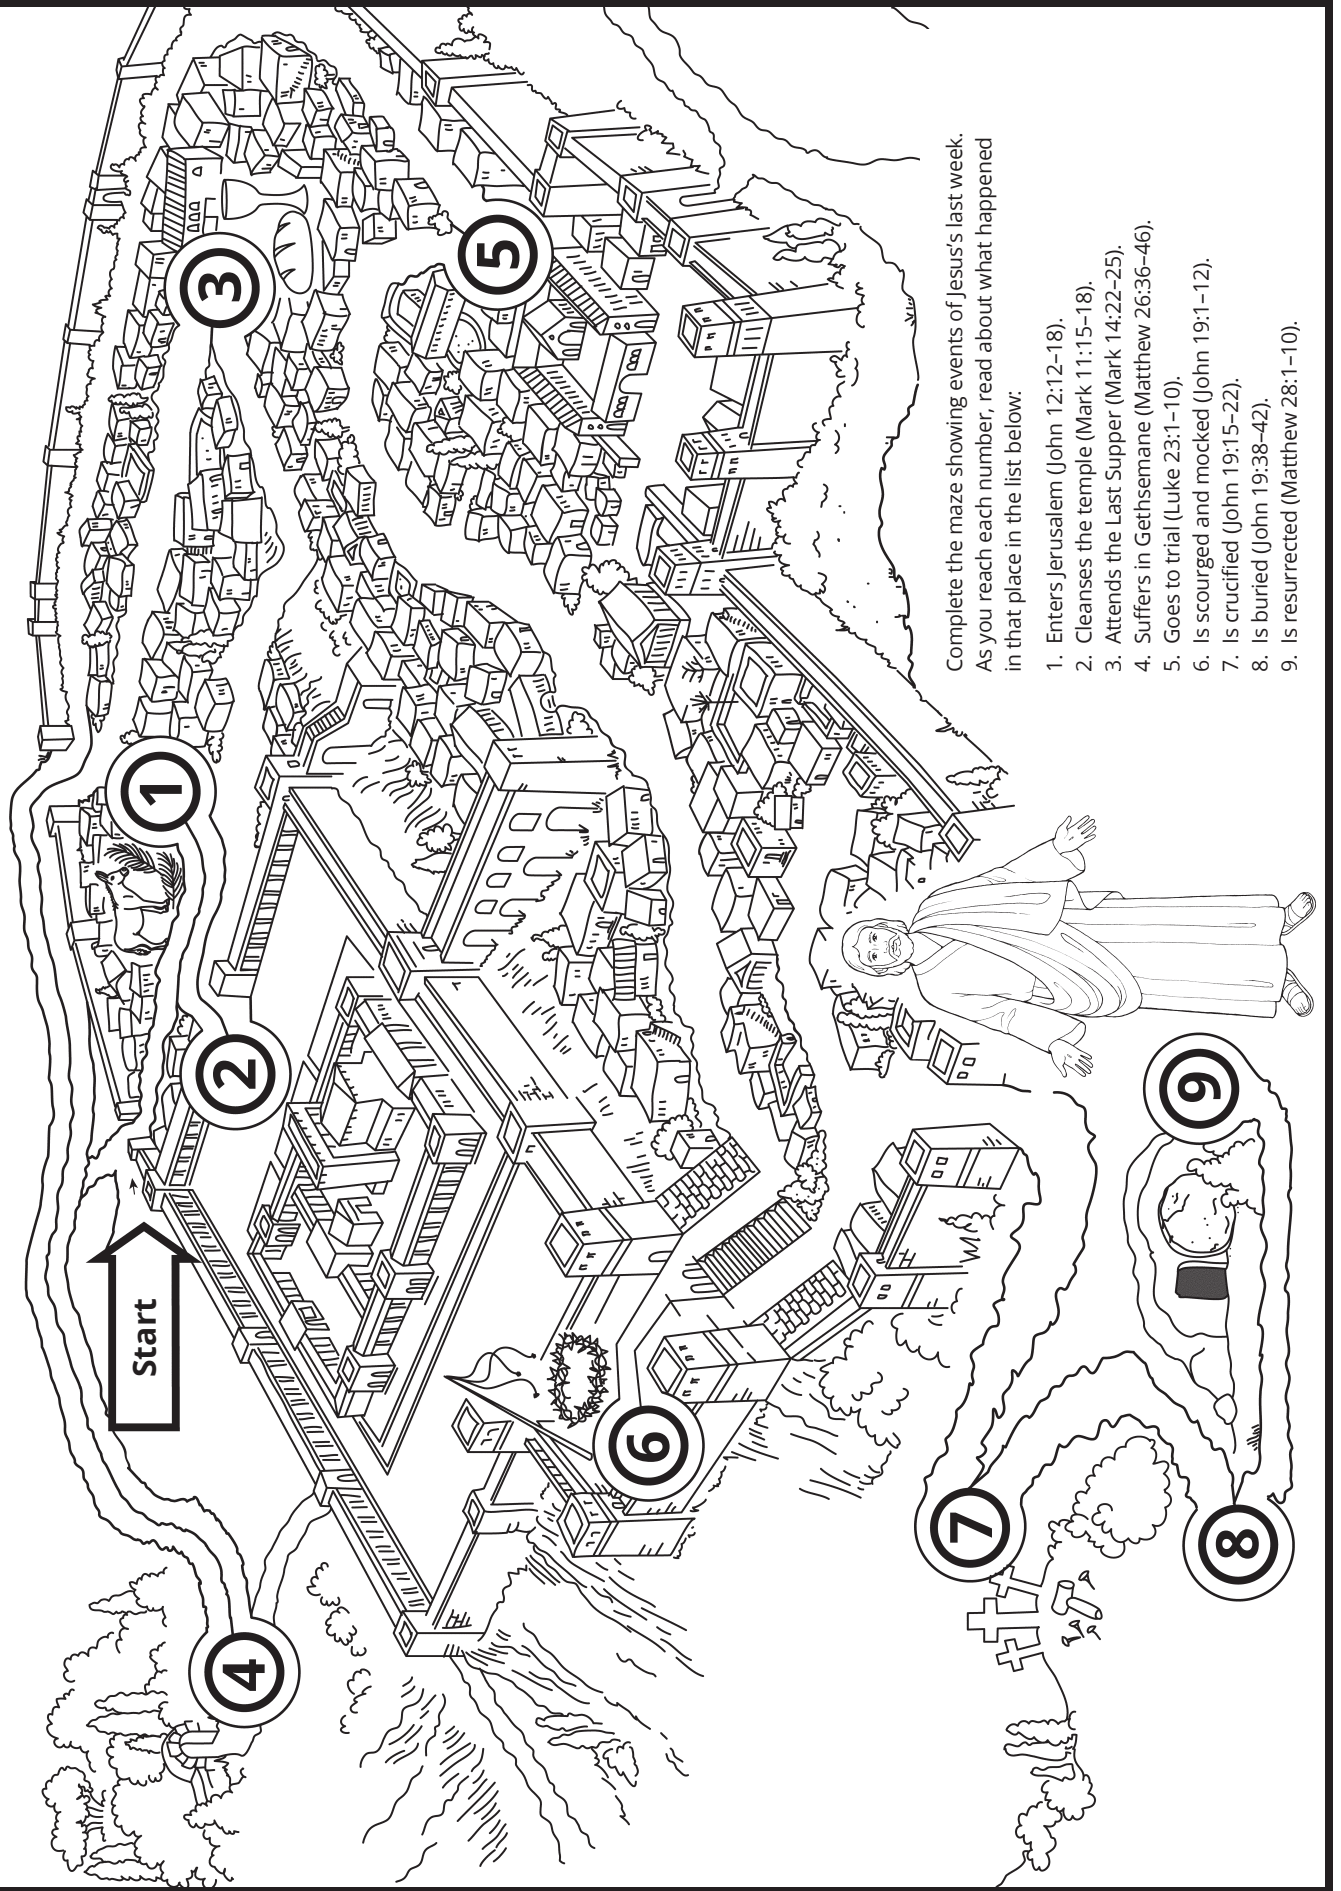 Start
1
2
3
4
5
6
7
8
9
Complete the maze showing events of Jesus's last week.
As you reach each number, read about what happened
in that place in the list below:
1. Enters Jerusalem (John 12:12–18).
2. Cleanses the temple (Mark 11:15–18).
3. Attends the Last Supper (Mark 14:22–25).
4. Suffers in Gethsemane (Matthew 26:36–46).
5. Goes to trial (Luke 23:1–10).
6. Is scourged and mocked (John 19:1–12).
7. Is crucified (John 19:15–22).
8. Is buried (John 19:38–42).
9. Is resurrected (Matthew 28:1–10).